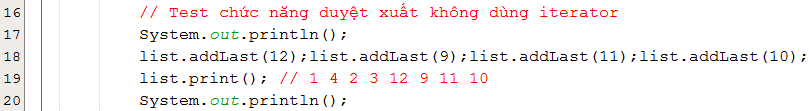 16 // Test chức năng duyệt xuất không dùng iterator
17 System.out.println();
18 list.addLast(12);list.addLast(9);list.addLast(11);list.addLast(10);
19 list.print(); // 1 4 2 3 12 9 11 10
20 System.out.println();